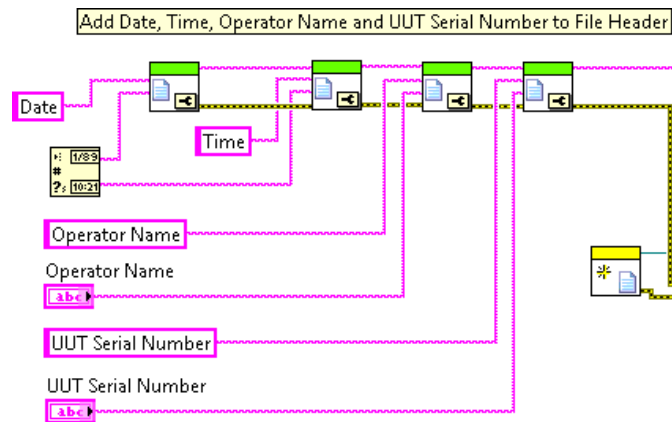 Add Date, Time, Operator Name and UUT Serial Number to File Header
Date
Time
1/89
#
?s 10:21
Operator Name
Operator Name
abc
UUT Serial Number
UUT Serial Number
abc